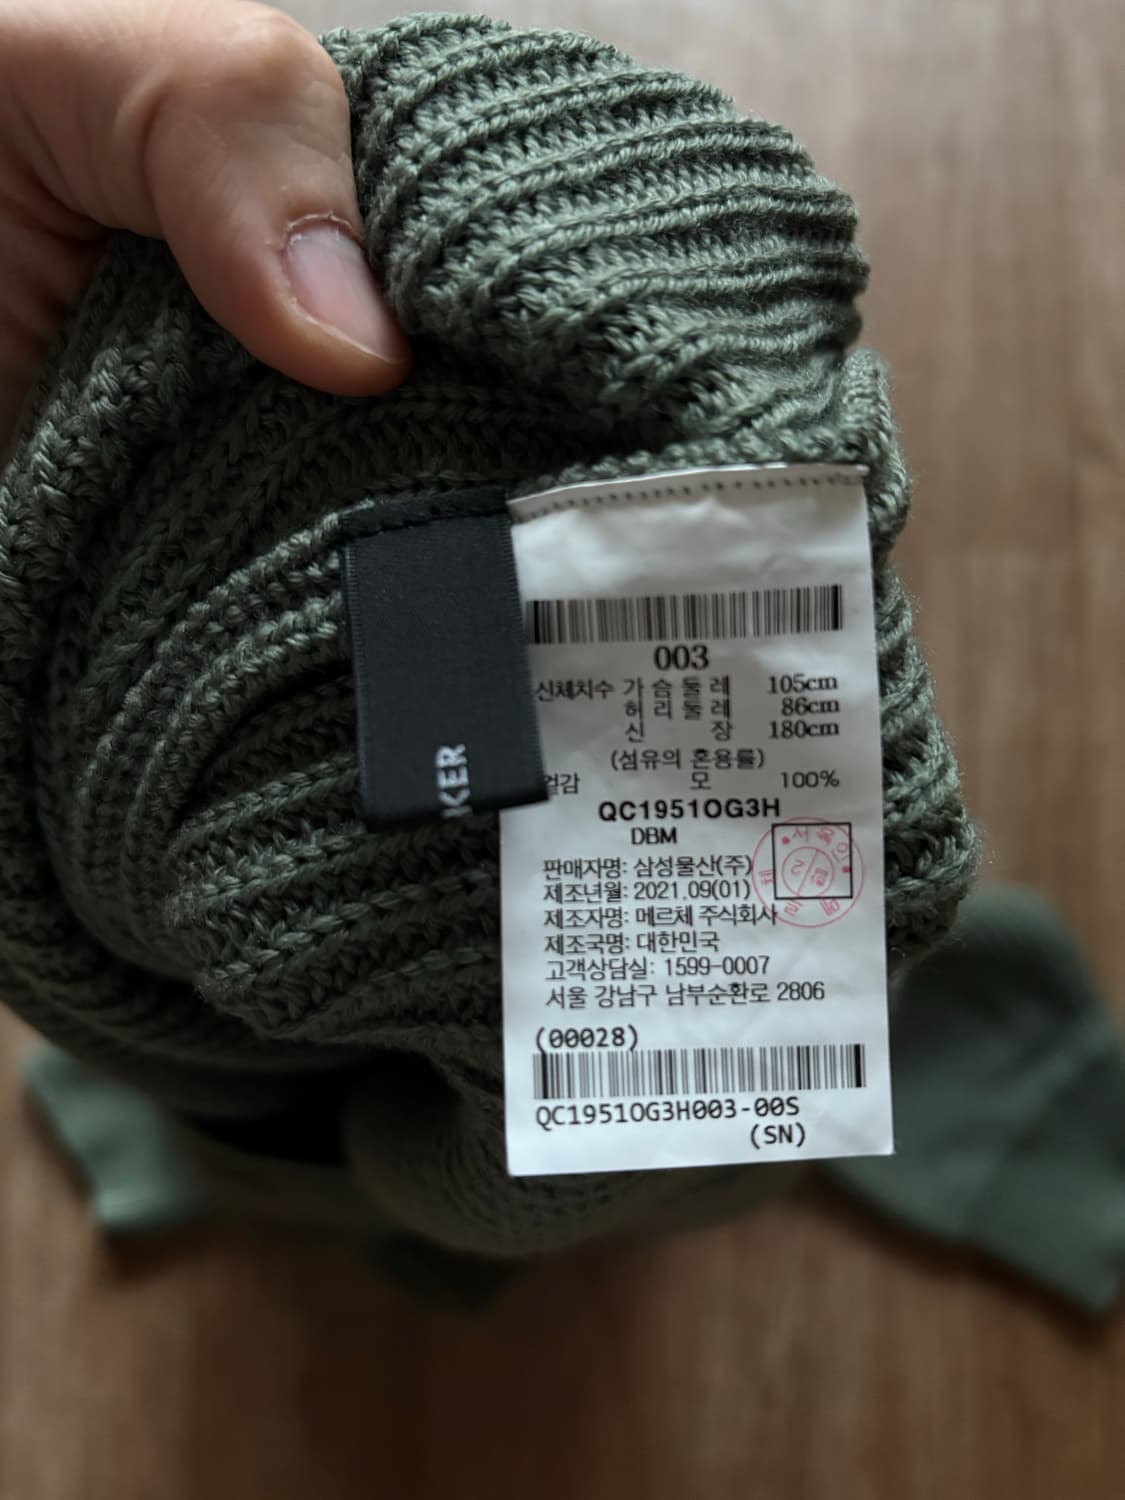 KER
003
신체치수 가슴둘레 105cm
허리둘레 86cm
신 장 180cm
(섬유의 혼용률)
겉감 모 100%
QC1951OG3H
DBM
판매자명: 삼성물산(주)
제조년월: 2021.09(01)
제조자명: 메르체 주식회사
제조국명: 대한민국
고객상담실: 1599-0007
서울 강남구 남부순환로 2806
(00028)
QC1951OG3H003-00S
(SN)